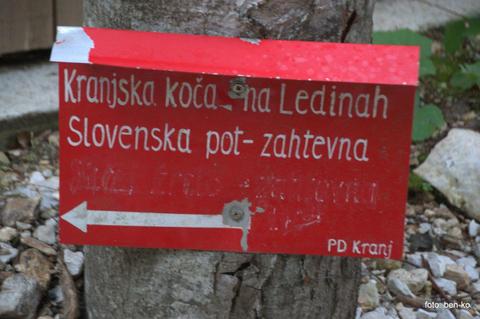 Kranjska koča na Ledinah
Slovenska pot - zahtevna
PD Kranj
foto: ben-ko